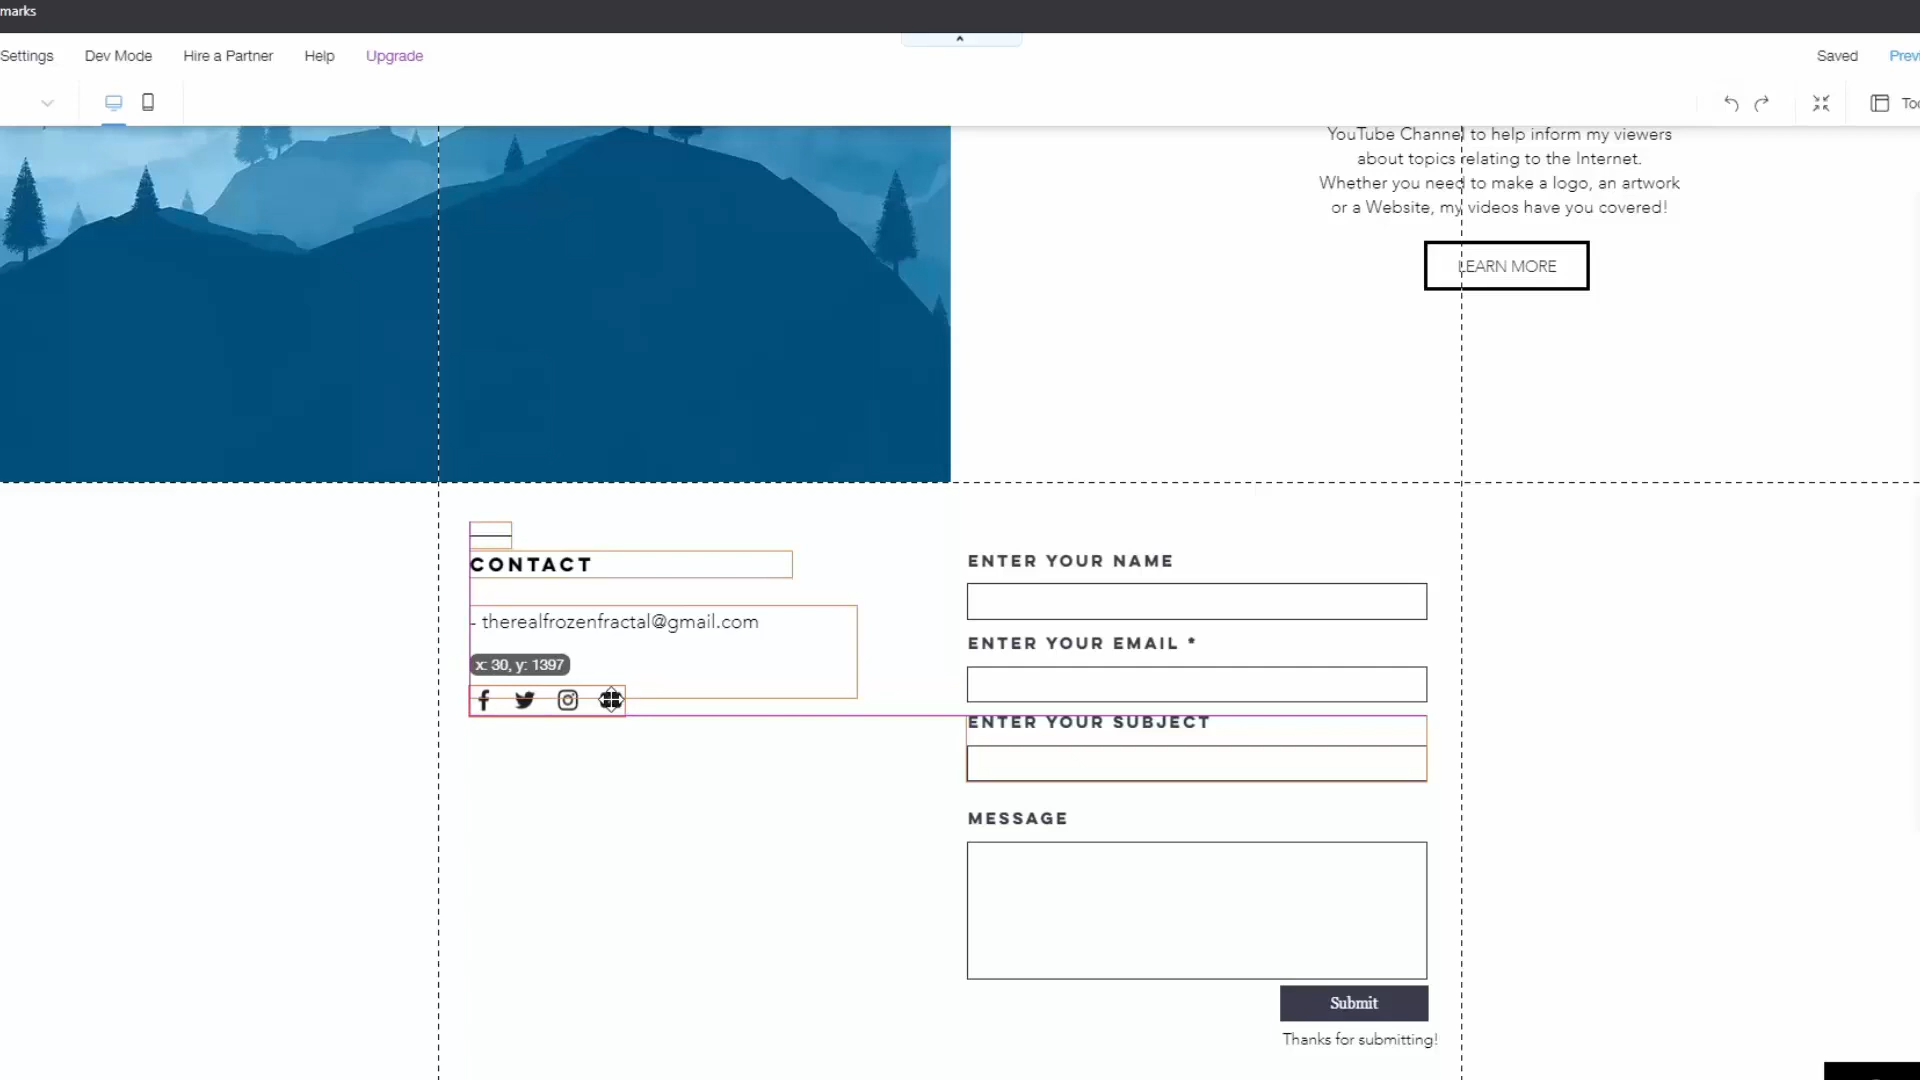 marks
Settings Dev Mode Hire a Partner Help Upgrade Saved
YouTube Channel to help inform my viewers
about topics relating to the Internet.
Whether you need to make a logo, an artwork
or a Website, my videos have you covered!
LEARN MORE
CONTACT
- therealfrozenfractal@gmail.com
x: 30, y: 1397
ENTER YOUR NAME
ENTER YOUR EMAIL *
ENTER YOUR SUBJECT
MESSAGE
Submit
Thanks for submitting!